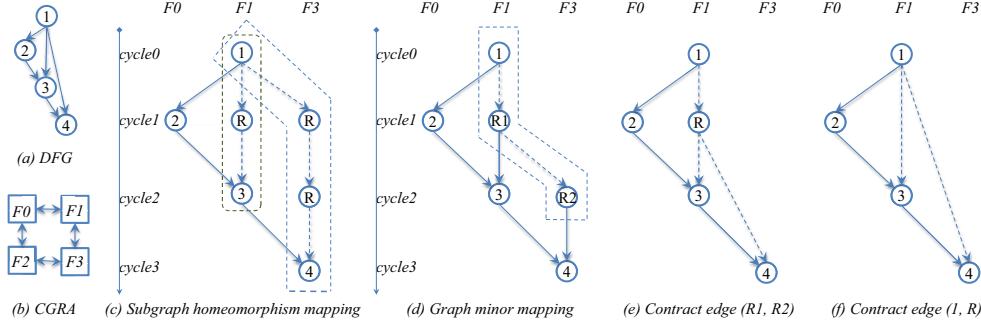 F0 F1 F3 F0 F1 F3 F0 F1 F3 F0 F1 F3
1
2
3
4
(a) DFG
F0 F1
F2 F3
(b) CGRA
cycle0 1
cycle1 2 R R
cycle2 3 R
cycle3 4
(c) Subgraph homeomorphism mapping
cycle0 1
cycle1 2 R1
cycle2 3 R2
cycle3 4
(d) Graph minor mapping
1
2 R
3
4
(e) Contract edge (R1, R2)
1
2
3
4
(f) Contract edge (1, R)